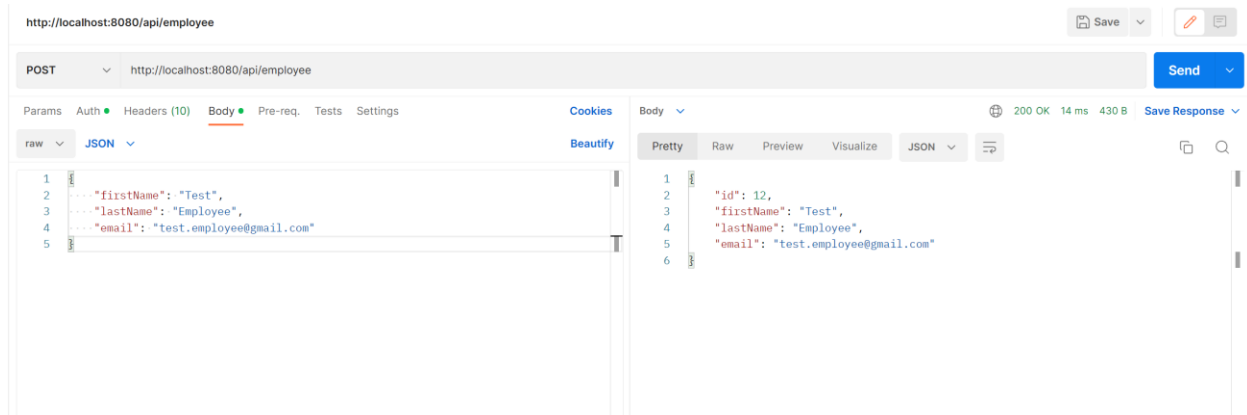 http://localhost:8080/api/employee
Save
POST http://localhost:8080/api/employee
Send
Params Auth Headers (10) Body Pre-req. Tests Settings Cookies
raw JSON Beautify
1 {
2 "firstName": "Test",
3 "lastName": "Employee",
4 "email": "test.employee@gmail.com"
5 }
Body 200 OK 14 ms 430 B Save Response
Pretty Raw Preview Visualize JSON
1 {
2 "id": 12,
3 "firstName": "Test",
4 "lastName": "Employee",
5 "email": "test.employee@gmail.com"
6 }